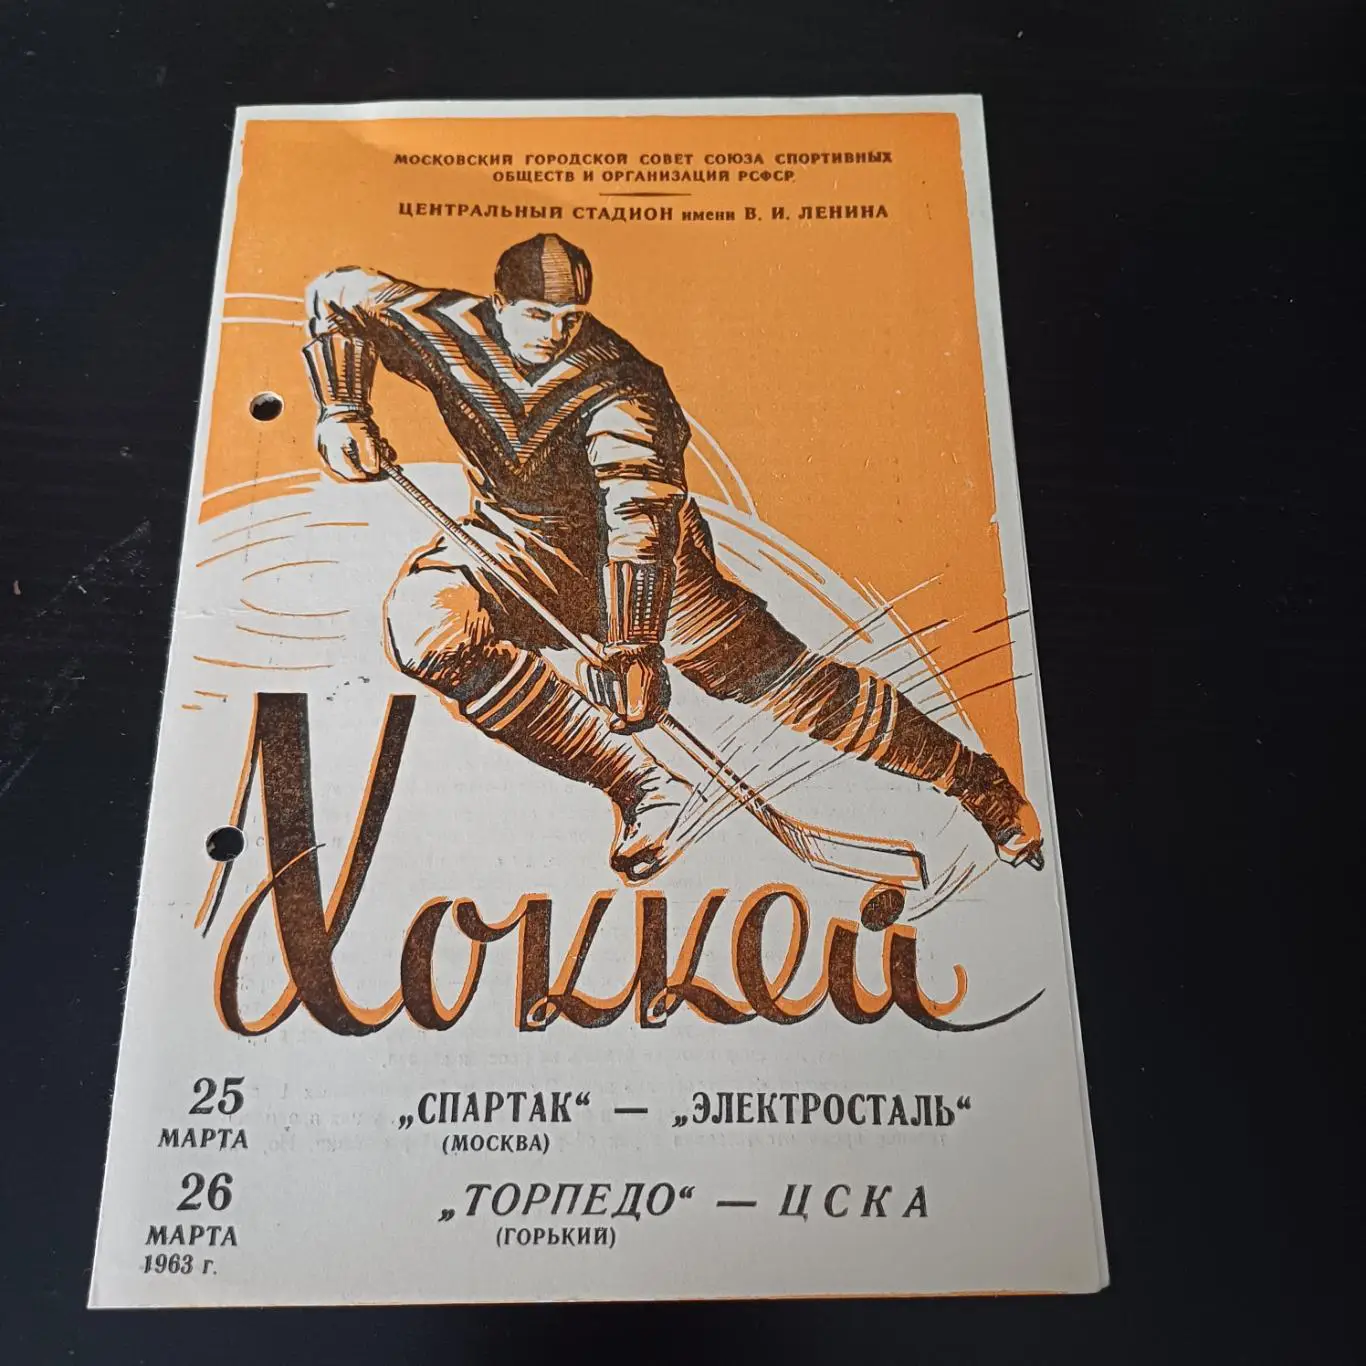 МОСКОВСКИЙ ГОРОДСКОЙ СОВЕТ СОЮЗА СПОРТИВНЫХ
ОБЩЕСТВ И ОРГАНИЗАЦИЙ РСФСР
ЦЕНТРАЛЬНЫЙ СТАДИОН имени В. И. ЛЕНИНА
Хоккей
25 „СПАРТАК“ — „ЭЛЕКТРОСТАЛЬ“
МАРТА (МОСКВА)
26 „ТОРПЕДО“ — ЦСКА
МАРТА (ГОРЬКИЙ)
1963 г.